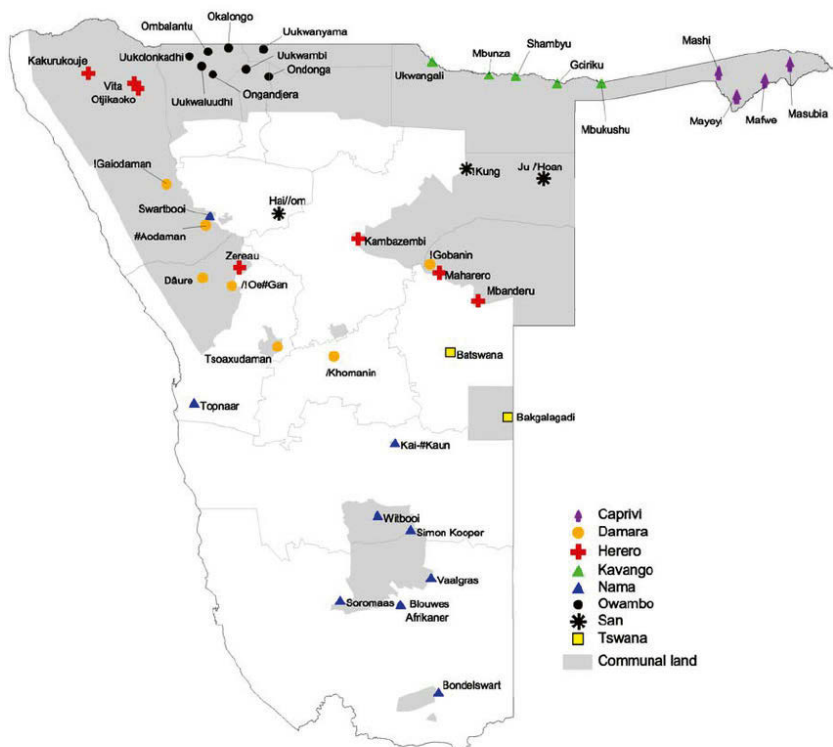 Okalongo
Ombalantu
Uukwanyama
Uukolonkadhi
Uukwambi
Ondonga
Kakurukouje
Vita
Otjikaoko
Uukwaluudhi
Ongandjera
Ukwangali
Mbunza
Shambyu
Gciriku
Mbukushu
Mashi
Mayeyi
Mafwe
Masubia
!Gaiodaman
!Kung
Ju /'Hoan
Swartbooi
Hai//om
#Aodaman
Kambazembi
Zereau
!Gobanin
Maharero
Dâure
/!Oe#Gan
Mbanderu
Tsoaxudaman
/Khomanin
Batswana
Topnaar
Bakgalagadi
Kai-#Kaun
Witbooi
Simon Kooper
Vaalgras
Soromaas
Blouwes
Afrikaner
Bondelswart
Caprivi
Damara
Herero
Kavango
Nama
Owambo
San
Tswana
Communal land